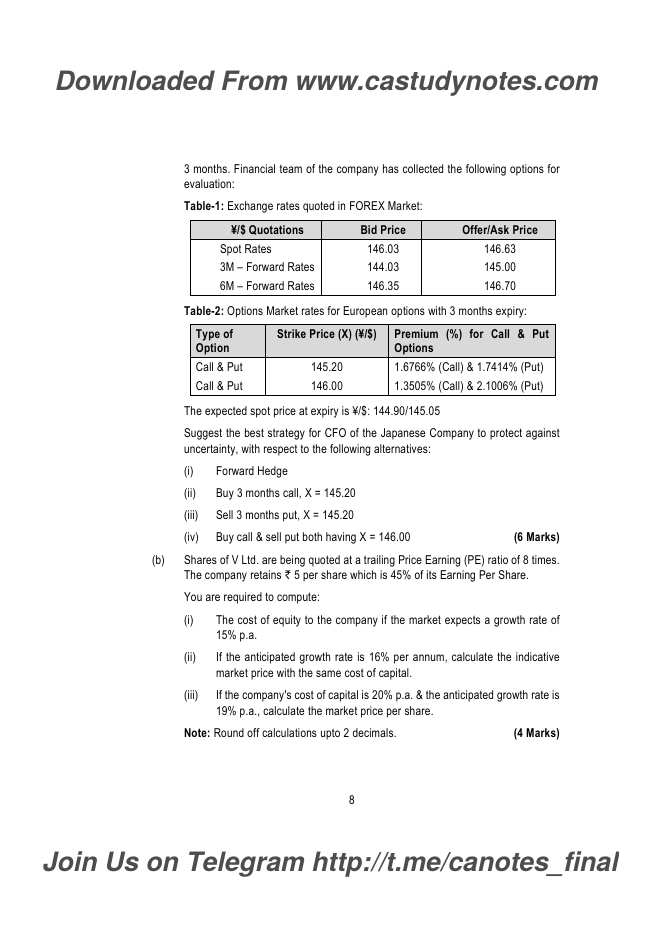 Downloaded From www.castudynotes.com
3 months. Financial team of the company has collected the following options for
evaluation:
Table-1: Exchange rates quoted in FOREX Market:
¥/$ Quotations Bid Price Offer/Ask Price
Spot Rates 146.03 146.63
3M – Forward Rates 144.03 145.00
6M – Forward Rates 146.35 146.70
Table-2: Options Market rates for European options with 3 months expiry:
Type of Strike Price (X) (¥/$) Premium (%) for Call & Put
Option Options
Call & Put 145.20 1.6766% (Call) & 1.7414% (Put)
Call & Put 146.00 1.3505% (Call) & 2.1006% (Put)
The expected spot price at expiry is ¥/$: 144.90/145.05
Suggest the best strategy for CFO of the Japanese Company to protect against
uncertainty, with respect to the following alternatives:
(i) Forward Hedge
(ii) Buy 3 months call, X = 145.20
(iii) Sell 3 months put, X = 145.20
(iv) Buy call & sell put both having X = 146.00 (6 Marks)
(b) Shares of V Ltd. are being quoted at a trailing Price Earning (PE) ratio of 8 times.
The company retains ₹ 5 per share which is 45% of its Earning Per Share.
You are required to compute:
(i) The cost of equity to the company if the market expects a growth rate of
15% p.a.
(ii) If the anticipated growth rate is 16% per annum, calculate the indicative
market price with the same cost of capital.
(iii) If the company's cost of capital is 20% p.a. & the anticipated growth rate is
19% p.a., calculate the market price per share.
Note: Round off calculations upto 2 decimals. (4 Marks)
8
Join Us on Telegram http://t.me/canotes_final